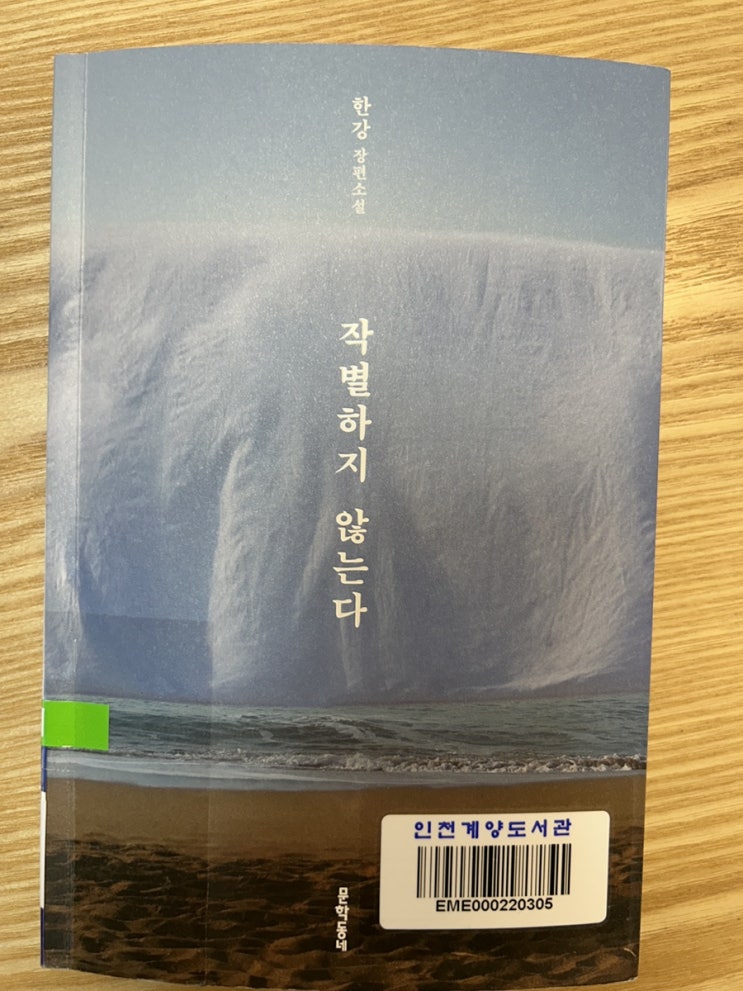 한강 장편소설
작별하지 않는다
인천계양도서관
EME000220305
문학동네